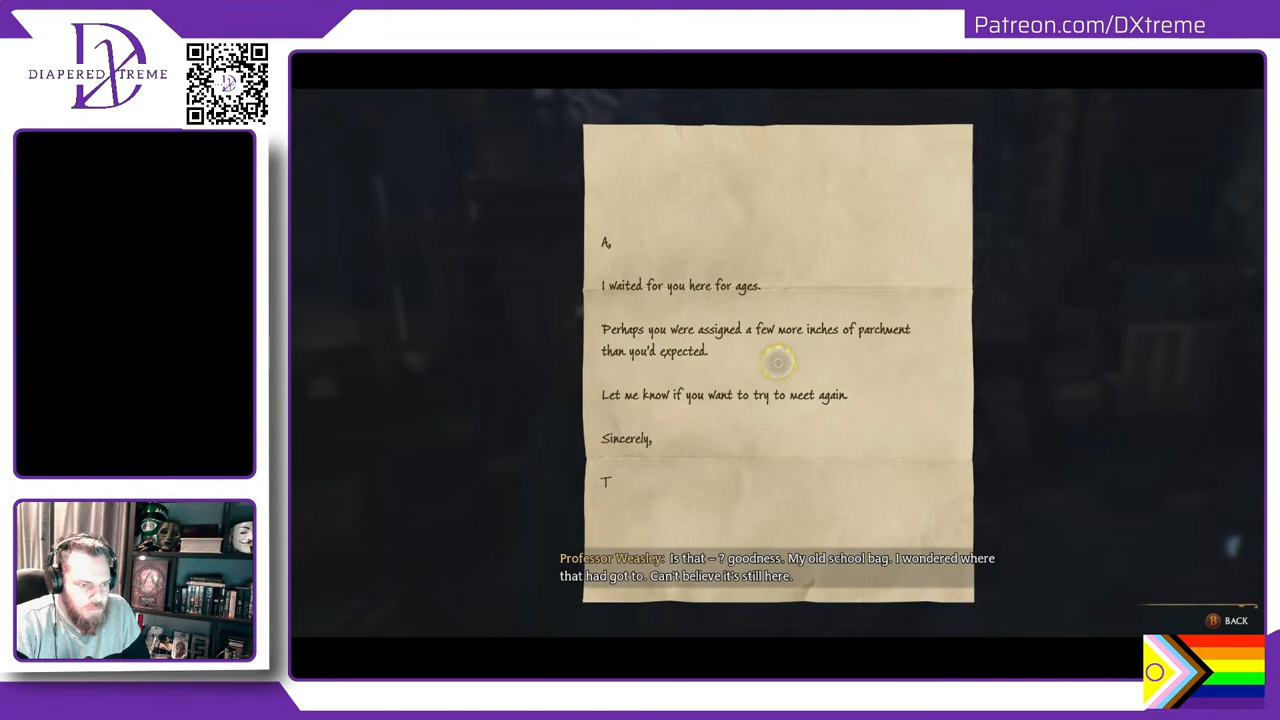 Patreon.com/DXtreme
D
DIAPERED XTREME
A,
I waited for you here for ages.
Perhaps you were assigned a few more inches of parchment
than you'd expected.
Let me know if you want to try to meet again.
Sincerely,
T
Professor Weasley: Is that – ? goodness. My old school bag. I wondered where
that had got to. Can't believe it's still here.
B BACK